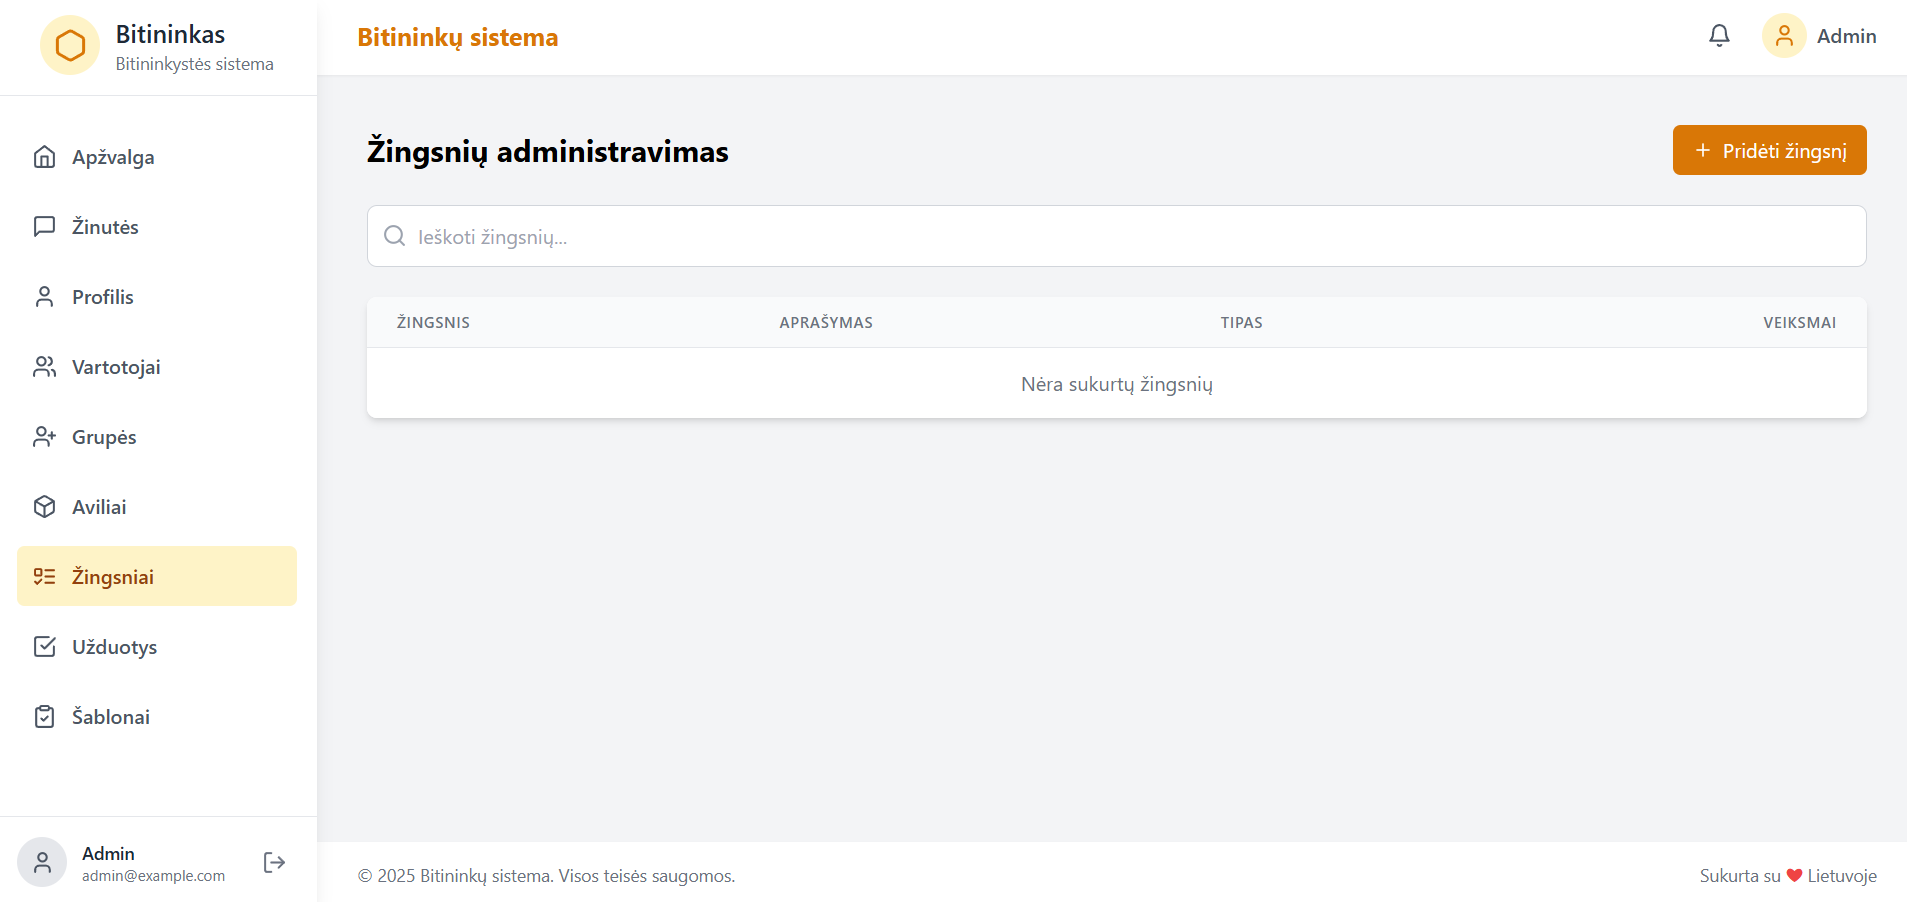 Bitininkas
Bitininkystės sistema
Apžvalga
Žinutės
Profilis
Vartotojai
Grupės
Aviliai
Žingsniai
Užduotys
Šablonai
Admin
admin@example.com
Bitininkų sistema
Admin
Žingsnių administravimas
Pridėti žingsnį
Ieškoti žingsnių...
ŽINGSNIS APRAŠYMAS TIPAS VEIKSMAI
Nėra sukurtų žingsnių
© 2025 Bitininkų sistema. Visos teisės saugomos.
Sukurta su ❤ Lietuvoje